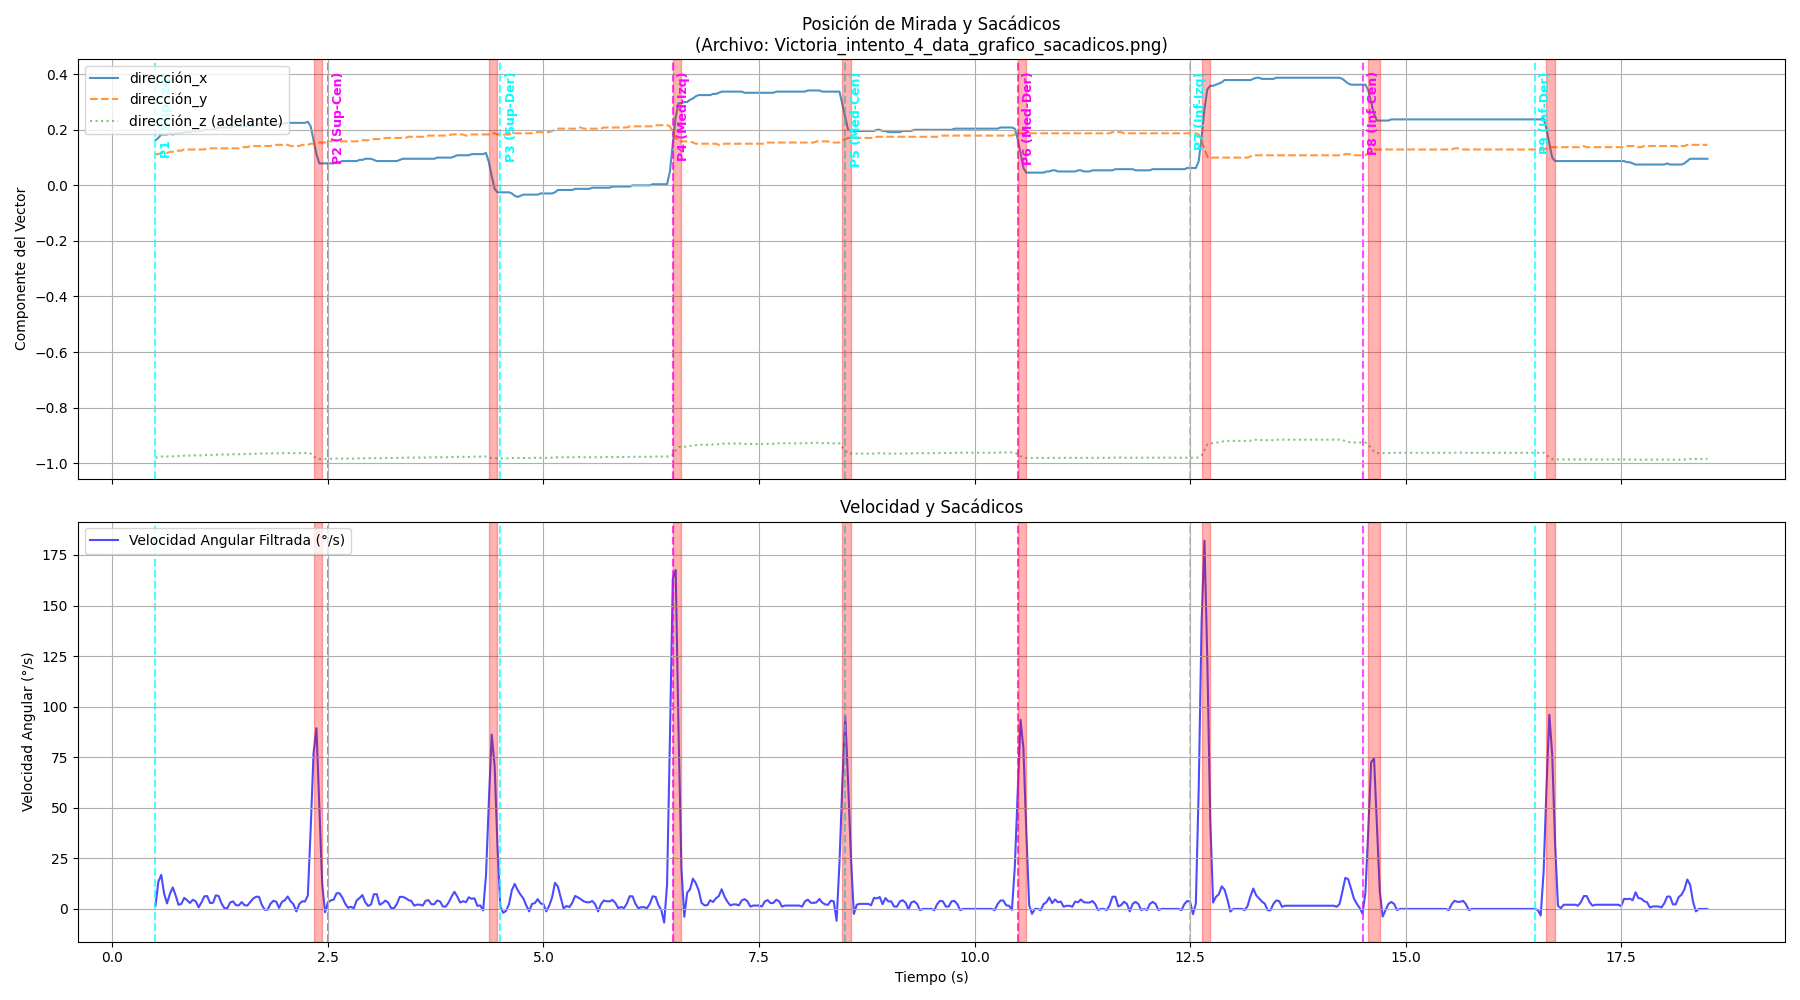 Posición de Mirada y Sacádicos
(Archivo: Victoria_intento_4_data_grafico_sacadicos.png)
dirección_x
dirección_y
dirección_z (adelante)
P1
P2 (Sup-Cen)
P3 (Sup-Der)
P4 (Med-Izq)
P5 (Med-Cen)
P6 (Med-Der)
P7 (Inf-Izq)
P8 (Inf-Cen)
P9 (Inf-Der)
Componente del Vector
0.4
0.2
0.0
−0.2
−0.4
−0.6
−0.8
−1.0
Velocidad y Sacádicos
Velocidad Angular Filtrada (°/s)
Velocidad Angular (°/s)
175
150
125
100
75
50
25
0
0.0 2.5 5.0 7.5 10.0 12.5 15.0 17.5
Tiempo (s)